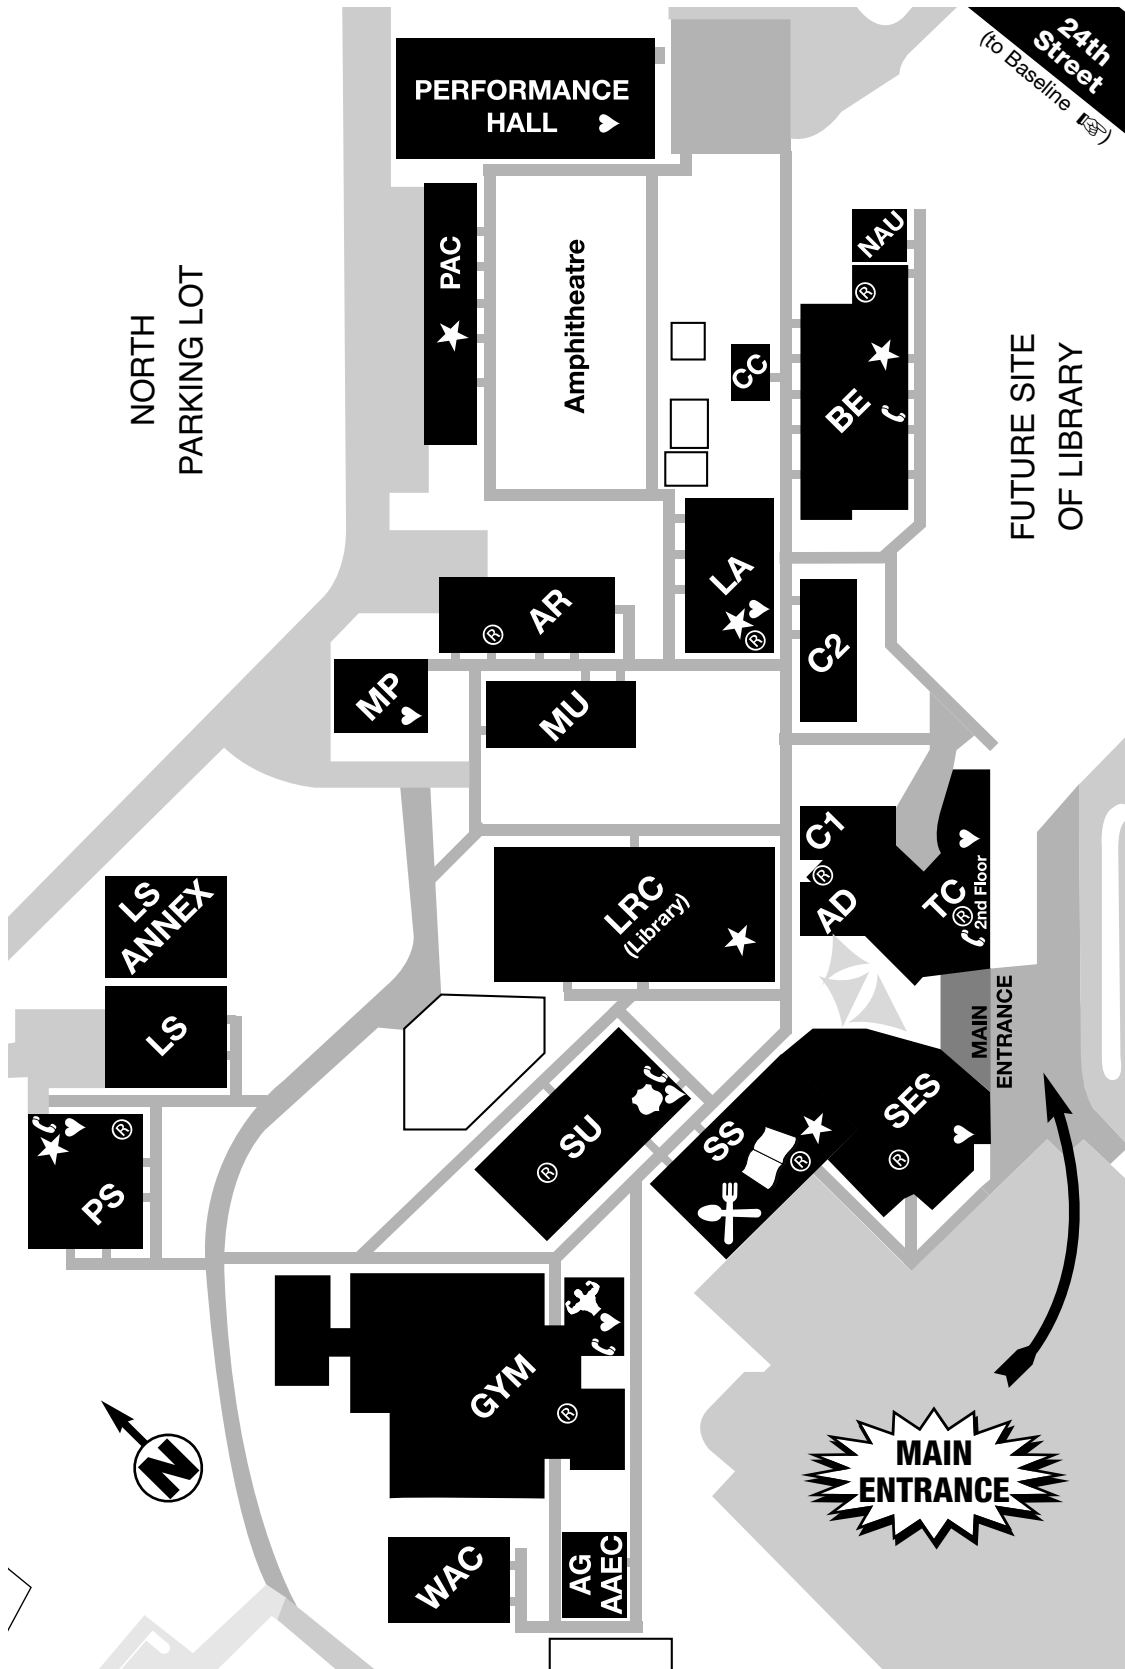 24th
Street
(to Baseline ☞)
PERFORMANCE
HALL ♥
NAU
PAC
★
Amphitheatre
NORTH
PARKING LOT
®
★
BE
CC
FUTURE SITE
OF LIBRARY
LA
★♥
®
AR
®
C2
MP
♥
MU
C1
®
AD
TC
®
2nd Floor
♥
LRC
(Library)
★
LS
ANNEX
LS
MAIN
ENTRANCE
PS
★♥
®
SU
®
♥
SS
®
★
SES
®
♥
GYM
®
♥
N
MAIN
ENTRANCE
WAC
AG
AAEC